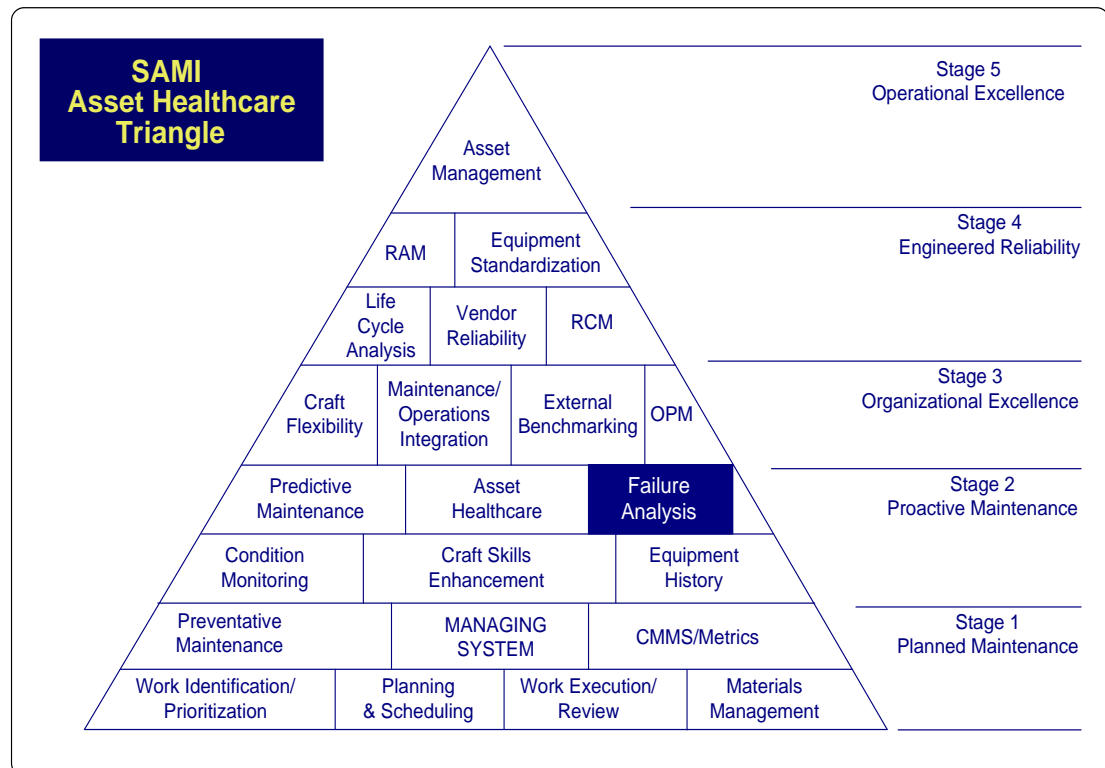 SAMI
Asset Healthcare
Triangle
Stage 5
Operational Excellence
Asset
Management
Stage 4
Engineered Reliability
RAM
Equipment
Standardization
Life
Cycle
Analysis
Vendor
Reliability
RCM
Stage 3
Organizational Excellence
Craft
Flexibility
Maintenance/
Operations
Integration
External
Benchmarking
OPM
Stage 2
Proactive Maintenance
Predictive
Maintenance
Asset
Healthcare
Failure
Analysis
Condition
Monitoring
Craft Skills
Enhancement
Equipment
History
Stage 1
Planned Maintenance
Preventative
Maintenance
MANAGING
SYSTEM
CMMS/Metrics
Work Identification/
Prioritization
Planning
& Scheduling
Work Execution/
Review
Materials
Management